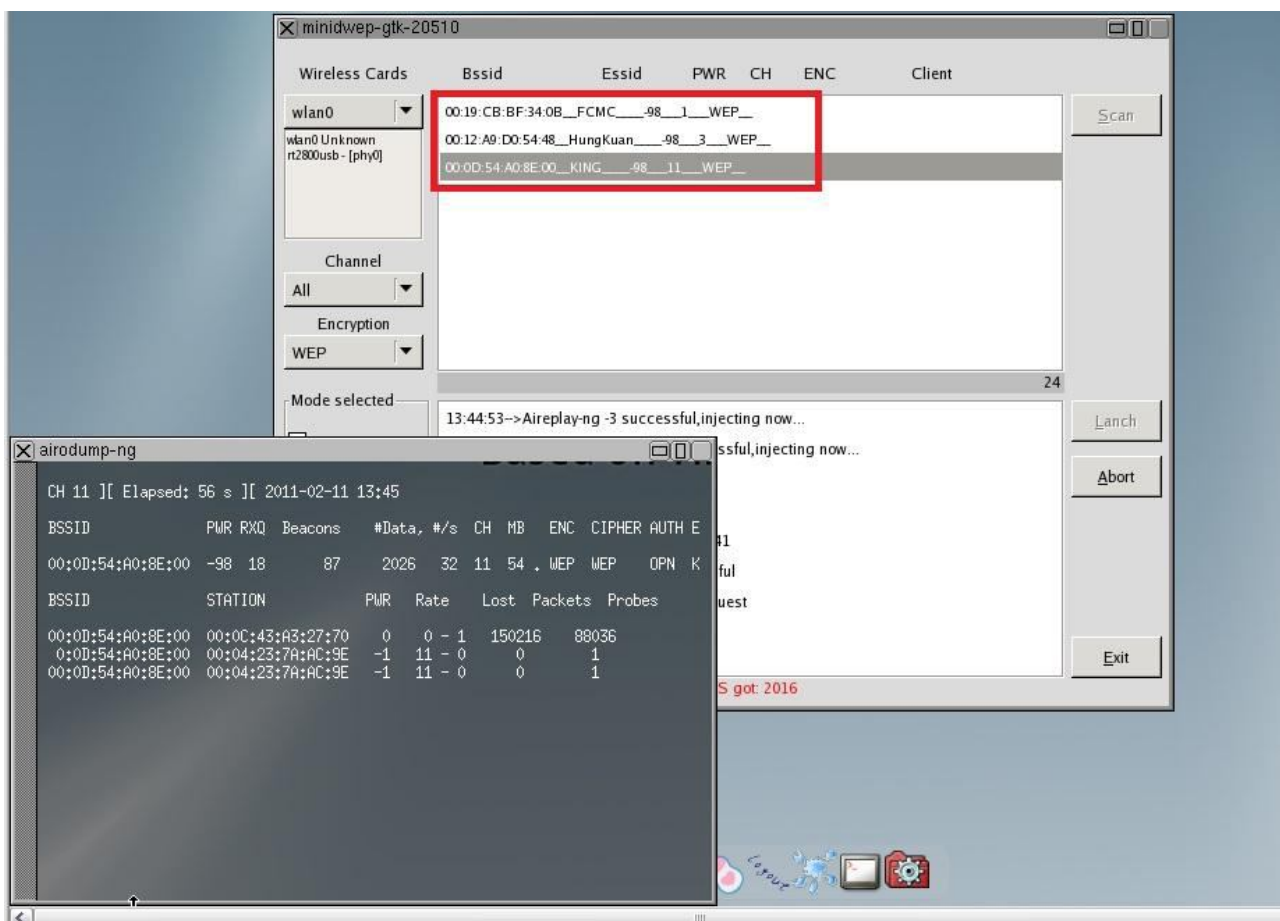 minidwep-gtk-20510
Wireless Cards Bssid Essid PWR CH ENC Client
wlan0
wlan0 Unknown
rt2800usb - [phy0]
00:19:CB:BF:34:0B__FCMC____-98___1___WEP__
00:12:A9:D0:54:48__HungKuan____-98___3___WEP__
00:0D:54:A0:8E:00__KING____-98___11___WEP__
Scan
Channel
All
Encryption
WEP
24
Mode selected
13:44:53-->Aireplay-ng -3 successful,injecting now...
ssful,injecting now...
41
ful
uest
S got: 2016
Lanch
Abort
Exit
airodump-ng
CH 11 ][ Elapsed: 56 s ][ 2011-02-11 13:45
BSSID PWR RXQ Beacons #Data, #/s CH MB ENC CIPHER AUTH E
00:0D:54:A0:8E:00 -98 18 87 2026 32 11 54 . WEP WEP OPN K
BSSID STATION PWR Rate Lost Packets Probes
00:0D:54:A0:8E:00 00:0C:43:A3:27:70 0 0 - 1 150216 88036
0:0D:54:A0:8E:00 00:04:23:7A:AC:9E -1 11 - 0 0 1
00:0D:54:A0:8E:00 00:04:23:7A:AC:9E -1 11 - 0 0 1
Logout